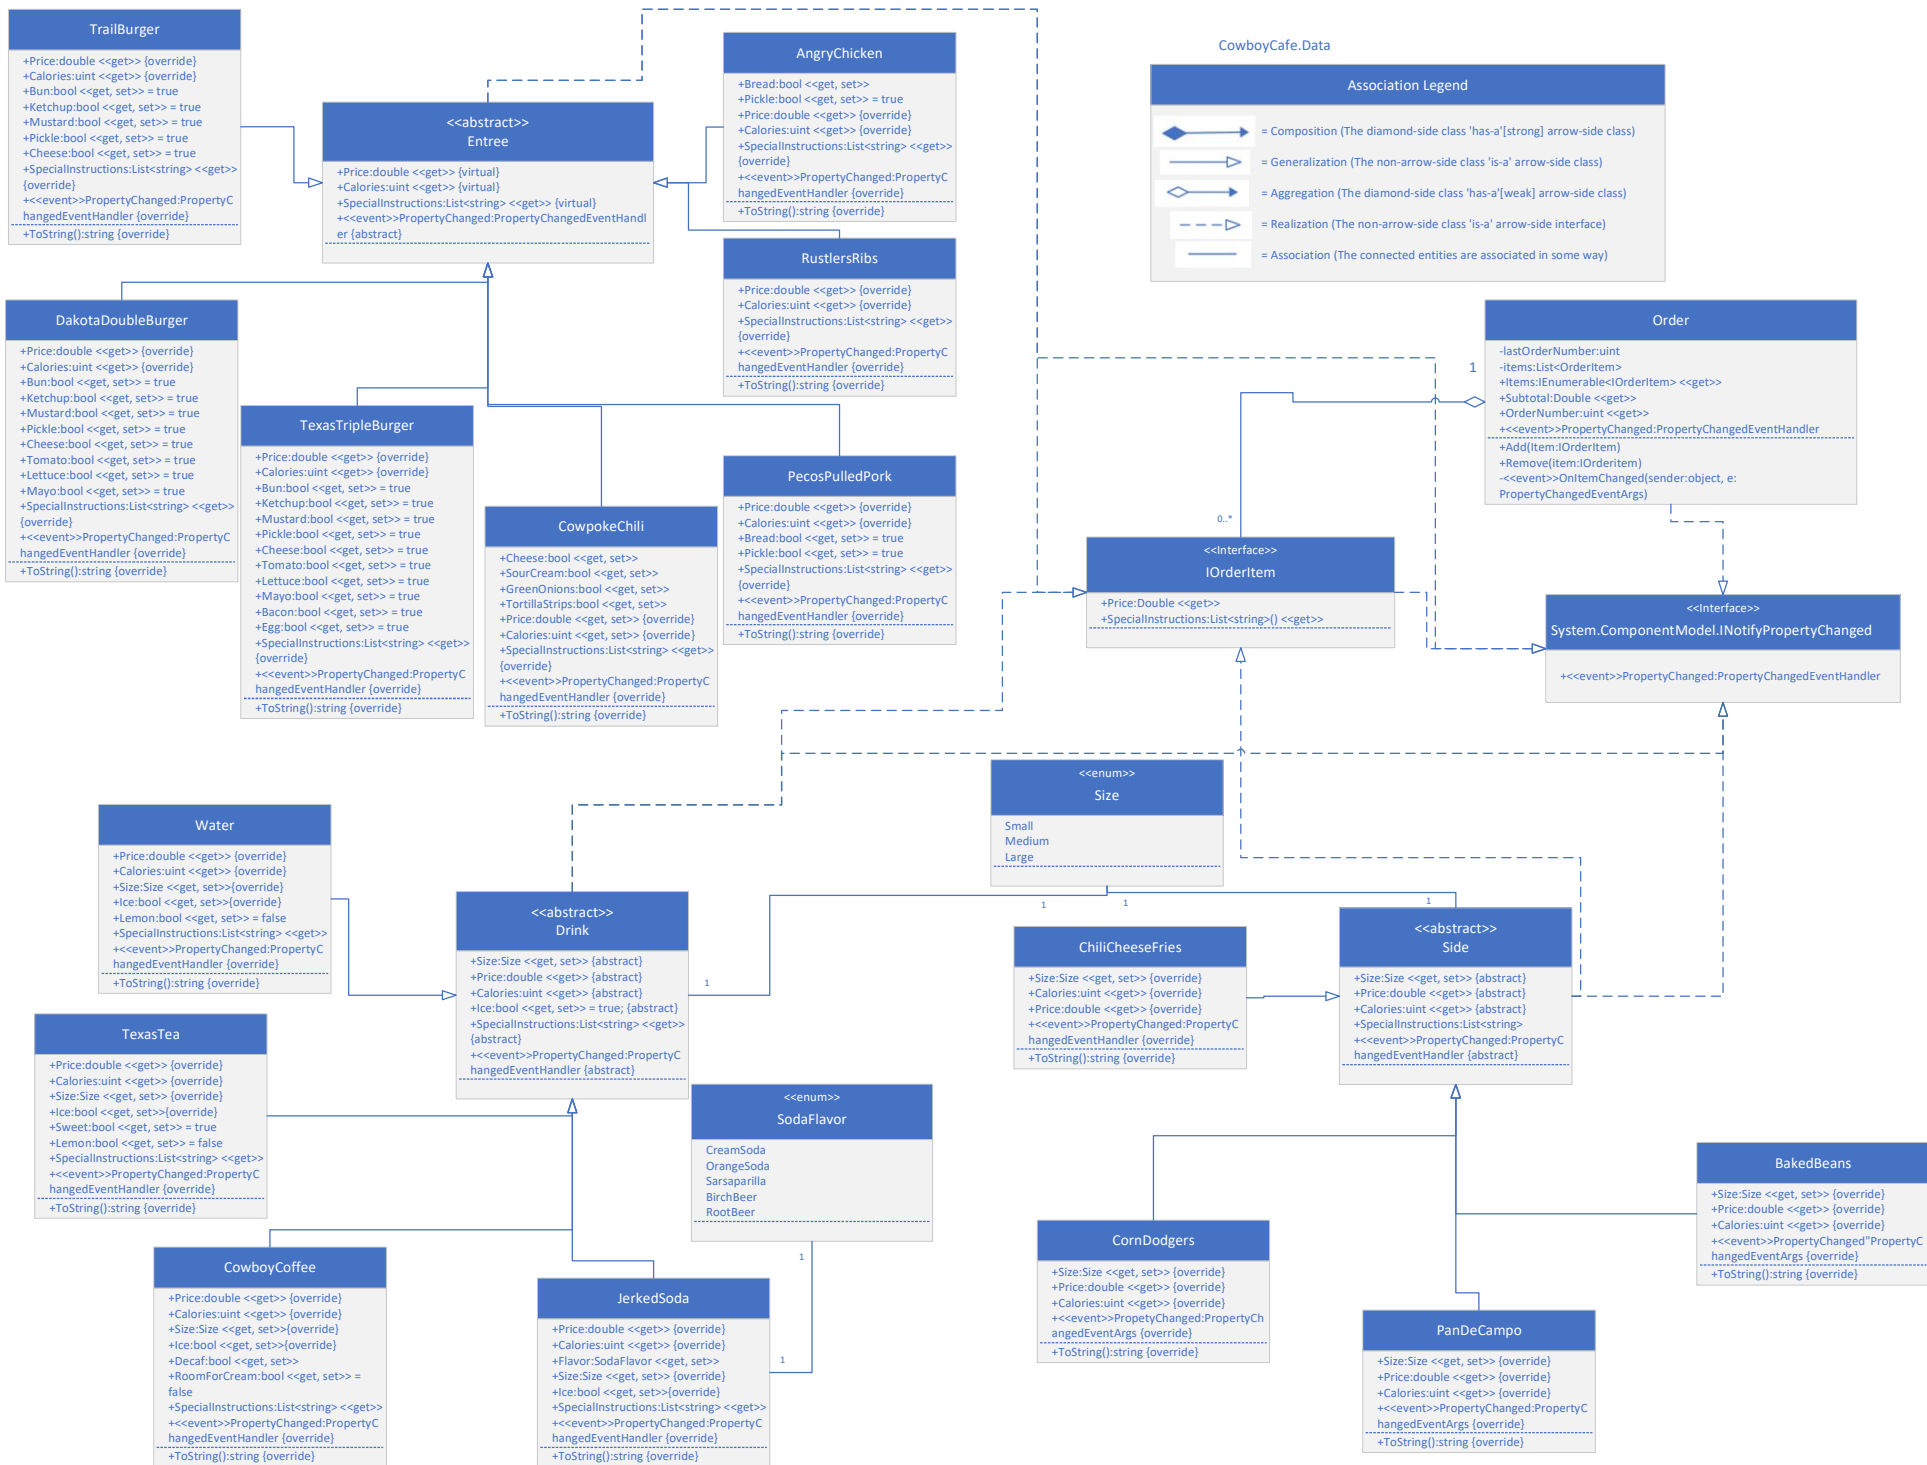 TrailBurger
+Price:double <<get>> {override}
+Calories:uint <<get>> {override}
+Bun:bool <<get, set>> = true
+Ketchup:bool <<get, set>> = true
+Mustard:bool <<get, set>> = true
+Pickle:bool <<get, set>> = true
+Cheese:bool <<get, set>> = true
+SpecialInstructions:List<string> <<get>>
{override}
+<<event>>PropertyChanged:PropertyC
hangedEventHandler {override}
+ToString():string {override}
<<abstract>>
Entree
+Price:double <<get>> {virtual}
+Calories:uint <<get>> {virtual}
+SpecialInstructions:List<string> <<get>> {virtual}
+<<event>>PropertyChanged:PropertyChangedEventHandl
er {abstract}
AngryChicken
+Bread:bool <<get, set>>
+Pickle:bool <<get, set>> = true
+Price:double <<get>> {override}
+Calories:uint <<get>> {override}
+SpecialInstructions:List<string> <<get>>
{override}
+<<event>>PropertyChanged:PropertyC
hangedEventHandler {override}
+ToString():string {override}
CowboyCafe.Data
Association Legend
= Composition (The diamond-side class 'has-a'[strong] arrow-side class)
= Generalization (The non-arrow-side class 'is-a' arrow-side class)
= Aggregation (The diamond-side class 'has-a'[weak] arrow-side class)
= Realization (The non-arrow-side class 'is-a' arrow-side interface)
= Association (The connected entities are associated in some way)
RustlersRibs
+Price:double <<get>> {override}
+Calories:uint <<get>> {override}
+SpecialInstructions:List<string> <<get>>
{override}
+<<event>>PropertyChanged:PropertyC
hangedEventHandler {override}
+ToString():string {override}
DakotaDoubleBurger
+Price:double <<get>> {override}
+Calories:uint <<get>> {override}
+Bun:bool <<get, set>> = true
+Ketchup:bool <<get, set>> = true
+Mustard:bool <<get, set>> = true
+Pickle:bool <<get, set>> = true
+Cheese:bool <<get, set>> = true
+Tomato:bool <<get, set>> = true
+Lettuce:bool <<get, set>> = true
+Mayo:bool <<get, set>> = true
+SpecialInstructions:List<string> <<get>>
{override}
+<<event>>PropertyChanged:PropertyC
hangedEventHandler {override}
+ToString():string {override}
TexasTripleBurger
+Price:double <<get>> {override}
+Calories:uint <<get>> {override}
+Bun:bool <<get, set>> = true
+Ketchup:bool <<get, set>> = true
+Mustard:bool <<get, set>> = true
+Pickle:bool <<get, set>> = true
+Cheese:bool <<get, set>> = true
+Tomato:bool <<get, set>> = true
+Lettuce:bool <<get, set>> = true
+Mayo:bool <<get, set>> = true
+Bacon:bool <<get, set>> = true
+Egg:bool <<get, set>> = true
+SpecialInstructions:List<string> <<get>>
{override}
+<<event>>PropertyChanged:PropertyC
hangedEventHandler {override}
+ToString():string {override}
CowpokeChili
+Cheese:bool <<get, set>>
+SourCream:bool <<get, set>>
+GreenOnions:bool <<get, set>>
+TortillaStrips:bool <<get, set>>
+Price:double <<get, set>> {override}
+Calories:uint <<get, set>> {override}
+SpecialInstructions:List<string> <<get>>
{override}
+<<event>>PropertyChanged:PropertyC
hangedEventHandler {override}
+ToString():string {override}
PecosPulledPork
+Price:double <<get>> {override}
+Calories:uint <<get>> {override}
+Bread:bool <<get, set>> = true
+Pickle:bool <<get, set>> = true
+SpecialInstructions:List<string> <<get>>
{override}
+<<event>>PropertyChanged:PropertyC
hangedEventHandler {override}
+ToString():string {override}
Order
-lastOrderNumber:uint
-items:List<OrderItem>
+Items:IEnumerable<IOrderItem> <<get>>
+Subtotal:Double <<get>>
+OrderNumber:uint <<get>>
+<<event>>PropertyChanged:PropertyChangedEventHandler
+Add(Item:IOrderItem)
+Remove(item:IOrderitem)
-<<event>>OnItemChanged(sender:object, e:
PropertyChangedEventArgs)
1
0..*
<<Interface>>
IOrderItem
+Price:Double <<get>>
+SpecialInstructions:List<string>() <<get>>
<<Interface>>
System.ComponentModel.INotifyPropertyChanged
+<<event>>PropertyChanged:PropertyChangedEventHandler
<<enum>>
Size
Small
Medium
Large
1
1
1
Water
+Price:double <<get>> {override}
+Calories:uint <<get>> {override}
+Size:Size <<get, set>>{override}
+Ice:bool <<get, set>>{override}
+Lemon:bool <<get, set>> = false
+SpecialInstructions:List<string> <<get>>
+<<event>>PropertyChanged:PropertyC
hangedEventHandler {override}
+ToString():string {override}
<<abstract>>
Drink
+Size:Size <<get, set>> {abstract}
+Price:double <<get>> {abstract}
+Calories:uint <<get>> {abstract}
+Ice:bool <<get, set>> = true; {abstract}
+SpecialInstructions:List<string> <<get>>
{abstract}
+<<event>>PropertyChanged:PropertyC
hangedEventHandler {abstract}
1
ChiliCheeseFries
+Size:Size <<get, set>> {override}
+Calories:uint <<get>> {override}
+Price:double <<get>> {override}
+<<event>>PropertyChanged:PropertyC
hangedEventHandler {override}
+ToString():string {override}
<<abstract>>
Side
+Size:Size <<get, set>> {abstract}
+Price:double <<get>> {abstract}
+Calories:uint <<get>> {abstract}
+SpecialInstructions:List<string>
+<<event>>PropertyChanged:PropertyC
hangedEventHandler {abstract}
TexasTea
+Price:double <<get>> {override}
+Calories:uint <<get>> {override}
+Size:Size <<get, set>> {override}
+Ice:bool <<get, set>>{override}
+Sweet:bool <<get, set>> = true
+Lemon:bool <<get, set>> = false
+SpecialInstructions:List<string> <<get>>
+<<event>>PropertyChanged:PropertyC
hangedEventHandler {override}
+ToString():string {override}
<<enum>>
SodaFlavor
CreamSoda
OrangeSoda
Sarsaparilla
BirchBeer
RootBeer
1
1
CowboyCoffee
+Price:double <<get>> {override}
+Calories:uint <<get>> {override}
+Size:Size <<get, set>>{override}
+Ice:bool <<get, set>>{override}
+Decaf:bool <<get, set>>
+RoomForCream:bool <<get, set>> =
false
+SpecialInstructions:List<string> <<get>>
+<<event>>PropertyChanged:PropertyC
hangedEventHandler {override}
+ToString():string {override}
JerkedSoda
+Price:double <<get>> {override}
+Calories:uint <<get>> {override}
+Flavor:SodaFlavor <<get, set>>
+Size:Size <<get, set>> {override}
+Ice:bool <<get, set>>{override}
+SpecialInstructions:List<string> <<get>>
+<<event>>PropertyChanged:PropertyC
hangedEventHandler {override}
+ToString():string {override}
CornDodgers
+Size:Size <<get, set>> {override}
+Price:double <<get>> {override}
+Calories:uint <<get>> {override}
+<<event>>PropetyChanged:PropertyCh
angedEventArgs {override}
+ToString():string {override}
BakedBeans
+Size:Size <<get, set>> {override}
+Price:double <<get>> {override}
+Calories:uint <<get>> {override}
+<<event>>PropertyChanged"PropertyC
hangedEventArgs {override}
+ToString():string {override}
PanDeCampo
+Size:Size <<get, set>> {override}
+Price:double <<get>> {override}
+Calories:uint <<get>> {override}
+<<event>>PropertyChanged:PropertyC
hangedEventArgs {override}
+ToString():string {override}